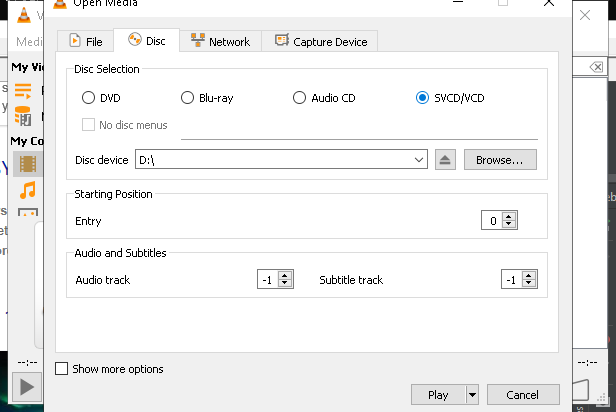 Open Media
Medi
File
Disc
Network
Capture Device
My Vi
My Co
Disc Selection
DVD
Blu-ray
Audio CD
SVCD/VCD
No disc menus
Disc device
D:\
Browse...
Starting Position
Entry
0
Audio and Subtitles
Audio track
-1
Subtitle track
-1
Show more options
--:--
--:--
Play
Cancel